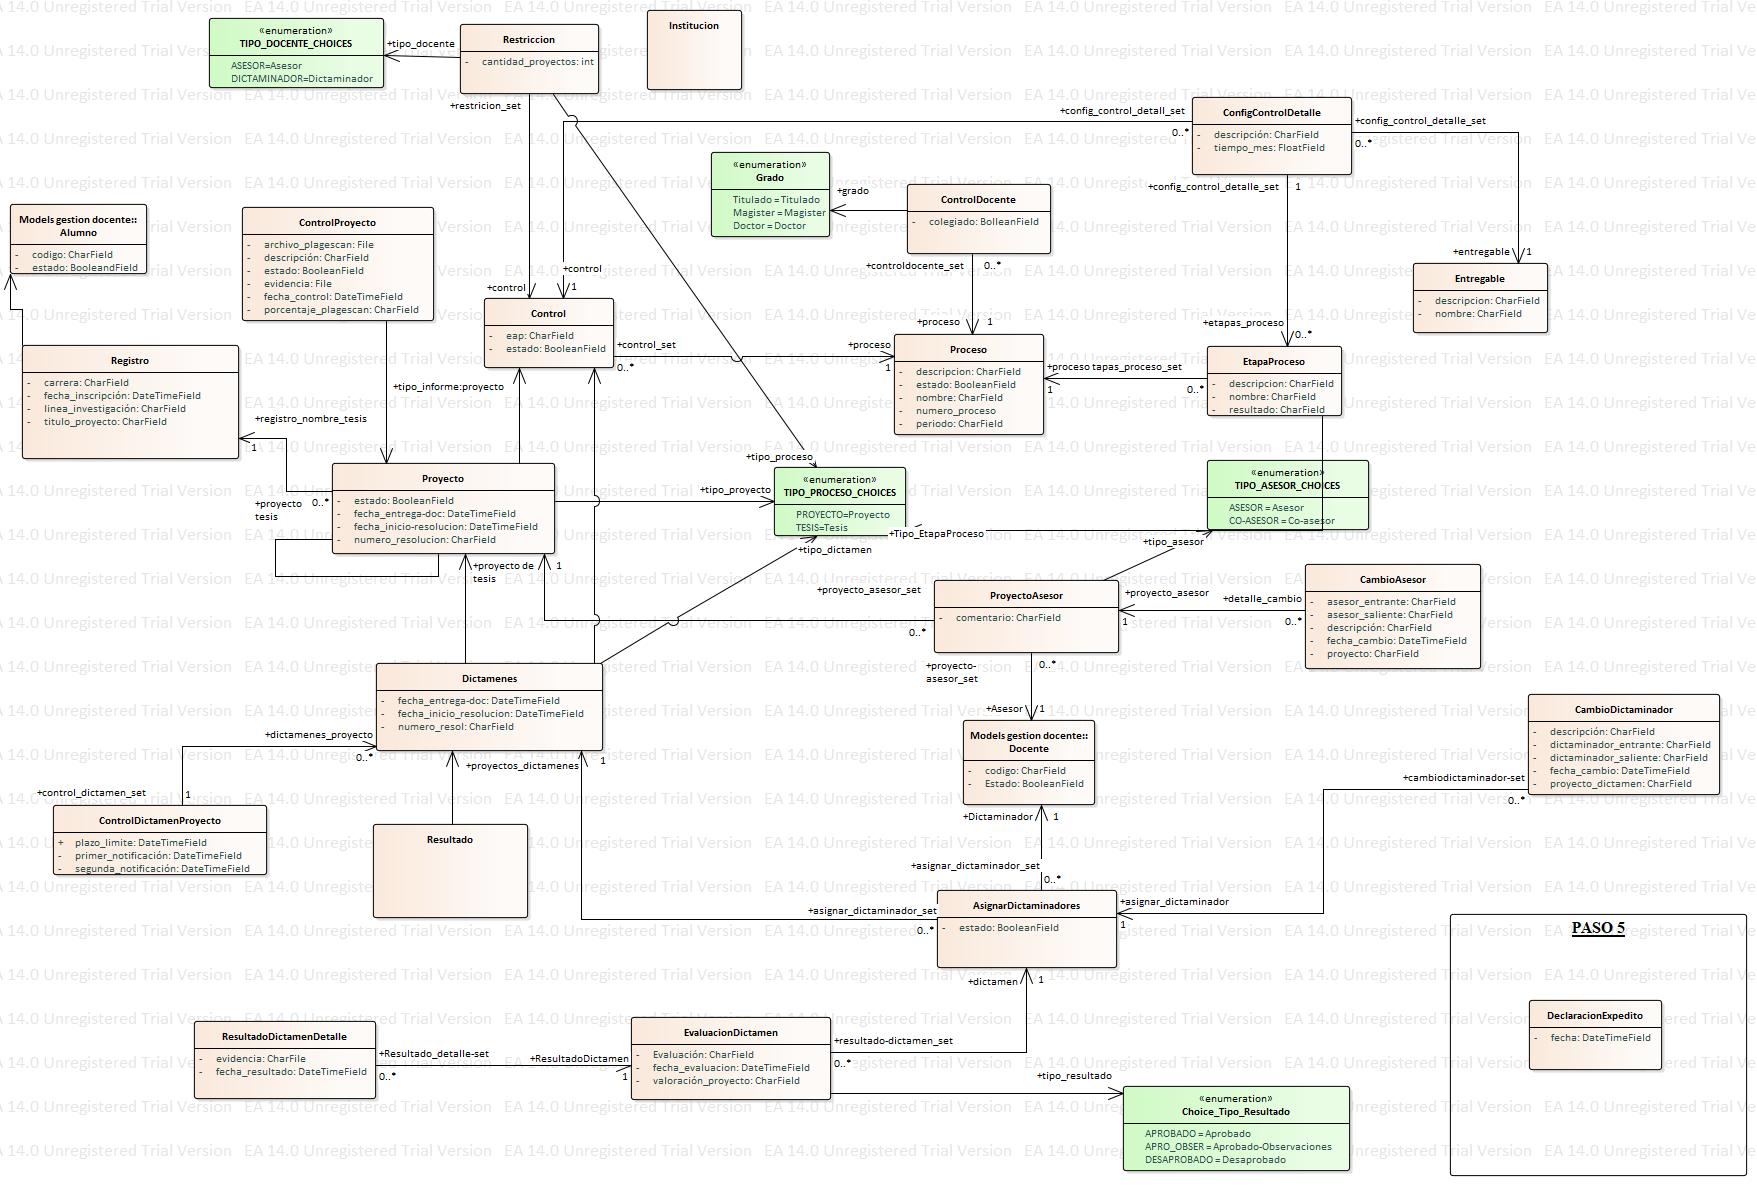 «enumeration»
TIPO_DOCENTE_CHOICES
ASESOR=Asesor
DICTAMINADOR=Dictaminador
+tipo_docente
Restriccion
- cantidad_proyectos: int
+restricion_set
Institucion
+config_control_detall_set
0..*
ConfigControlDetalle
- descripción: CharField
- tiempo_mes: FloatField
+config_control_detalle_set
0..*
+config_control_detalle_set
1
«enumeration»
Grado
Titulado = Titulado
Magister = Magister
Doctor = Doctor
+grado
ControlDocente
- colegiado: BolleanField
+controldocente_set
0..*
Models gestion docente::
Alumno
- codigo: CharField
- estado: BooleandField
ControlProyecto
- archivo_plagescan: File
- descripción: CharField
- estado: BooleanField
- evidencia: File
- fecha_control: DateTimeField
- porcentaje_plagescan: CharField
+entregable
1
Entregable
- descripcion: CharField
- nombre: CharField
+control
+control
1
Control
- eap: CharField
- estado: BooleanField
+control_set
0..*
+proceso
1
+proceso
1
Proceso
- descripcion: CharField
- estado: BooleanField
- nombre: CharField
- numero_proceso
- periodo: CharField
+etapas_proceso
0..*
EtapaProceso
- descripcion: CharField
- nombre: CharField
- resultado: CharField
+proceso
1
tapas_proceso_set
0..*
Registro
- carrera: CharField
- fecha_inscripción: DateTimeField
- linea_investigación: CharField
- titulo_proyecto: CharField
+tipo_informe:proyecto
+registro_nombre_tesis
1
+proyecto
tesis
0..*
Proyecto
- estado: BooleanField
- fecha_entrega-doc: DateTimeField
- fecha_inicio-resolucion: DateTimeField
- numero_resolucion: CharField
+tipo_proceso
+tipo_proyecto
«enumeration»
TIPO_PROCESO_CHOICES
PROYECTO=Proyecto
TESIS=Tesis
+Tipo_EtapaProceso
+tipo_dictamen
«enumeration»
TIPO_ASESOR_CHOICES
ASESOR = Asesor
CO-ASESOR = Co-asesor
+tipo_asesor
+proyecto de
tesis
1
+proyecto_asesor_set
0..*
ProyectoAsesor
- comentario: CharField
+proyecto_asesor
1
+detalle_cambio
0..*
CambioAsesor
- asesor_entrante: CharField
- asesor_saliente: CharField
- descripción: CharField
- fecha_cambio: DateTimeField
- proyecto: CharField
+proyecto-
asesor_set
0..*
+Asesor
1
Dictamenes
- fecha_entrega-doc: DateTimeField
- fecha_inicio_resolucion: DateTimeField
- numero_resol: CharField
+dictamenes_proyecto
0..*
+proyectos_dictamenes
1
Models gestion docente::
Docente
- codigo: CharField
- Estado: BooleanField
+Dictaminador
1
CambioDictaminador
- descripción: CharField
- dictaminador_entrante: CharField
- dictaminador_saliente: CharField
- fecha_cambio: DateTimeField
- proyecto_dictamen: CharField
+cambiodictaminador-set
0..*
+control_dictamen_set
1
ControlDictamenProyecto
+ plazo_limite: DateTimeField
- primer_notificación: DateTimeField
- segunda_notificación: DateTimeField
Resultado
+asignar_dictaminador_set
0..*
+asignar_dictaminador_set
0..*
AsignarDictaminadores
- estado: BooleanField
+asignar_dictaminador
1
+dictamen
1
PASO 5
DeclaracionExpedito
- fecha: DateTimeField
ResultadoDictamenDetalle
- evidencia: CharFile
- fecha_resultado: DateTimeField
+Resultado_detalle-set
0..*
+ResultadoDictamen
1
EvaluacionDictamen
- Evaluación: CharField
- fecha_evaluacion: DateTimeField
- valoración_proyecto: CharField
+resultado-dictamen_set
0..*
+tipo_resultado
«enumeration»
Choice_Tipo_Resultado
APROBADO = Aprobado
APRO_OBSER = Aprobado-Observaciones
DESAPROBADO = Desaprobado
EA 14.0 Unregistered Trial Version